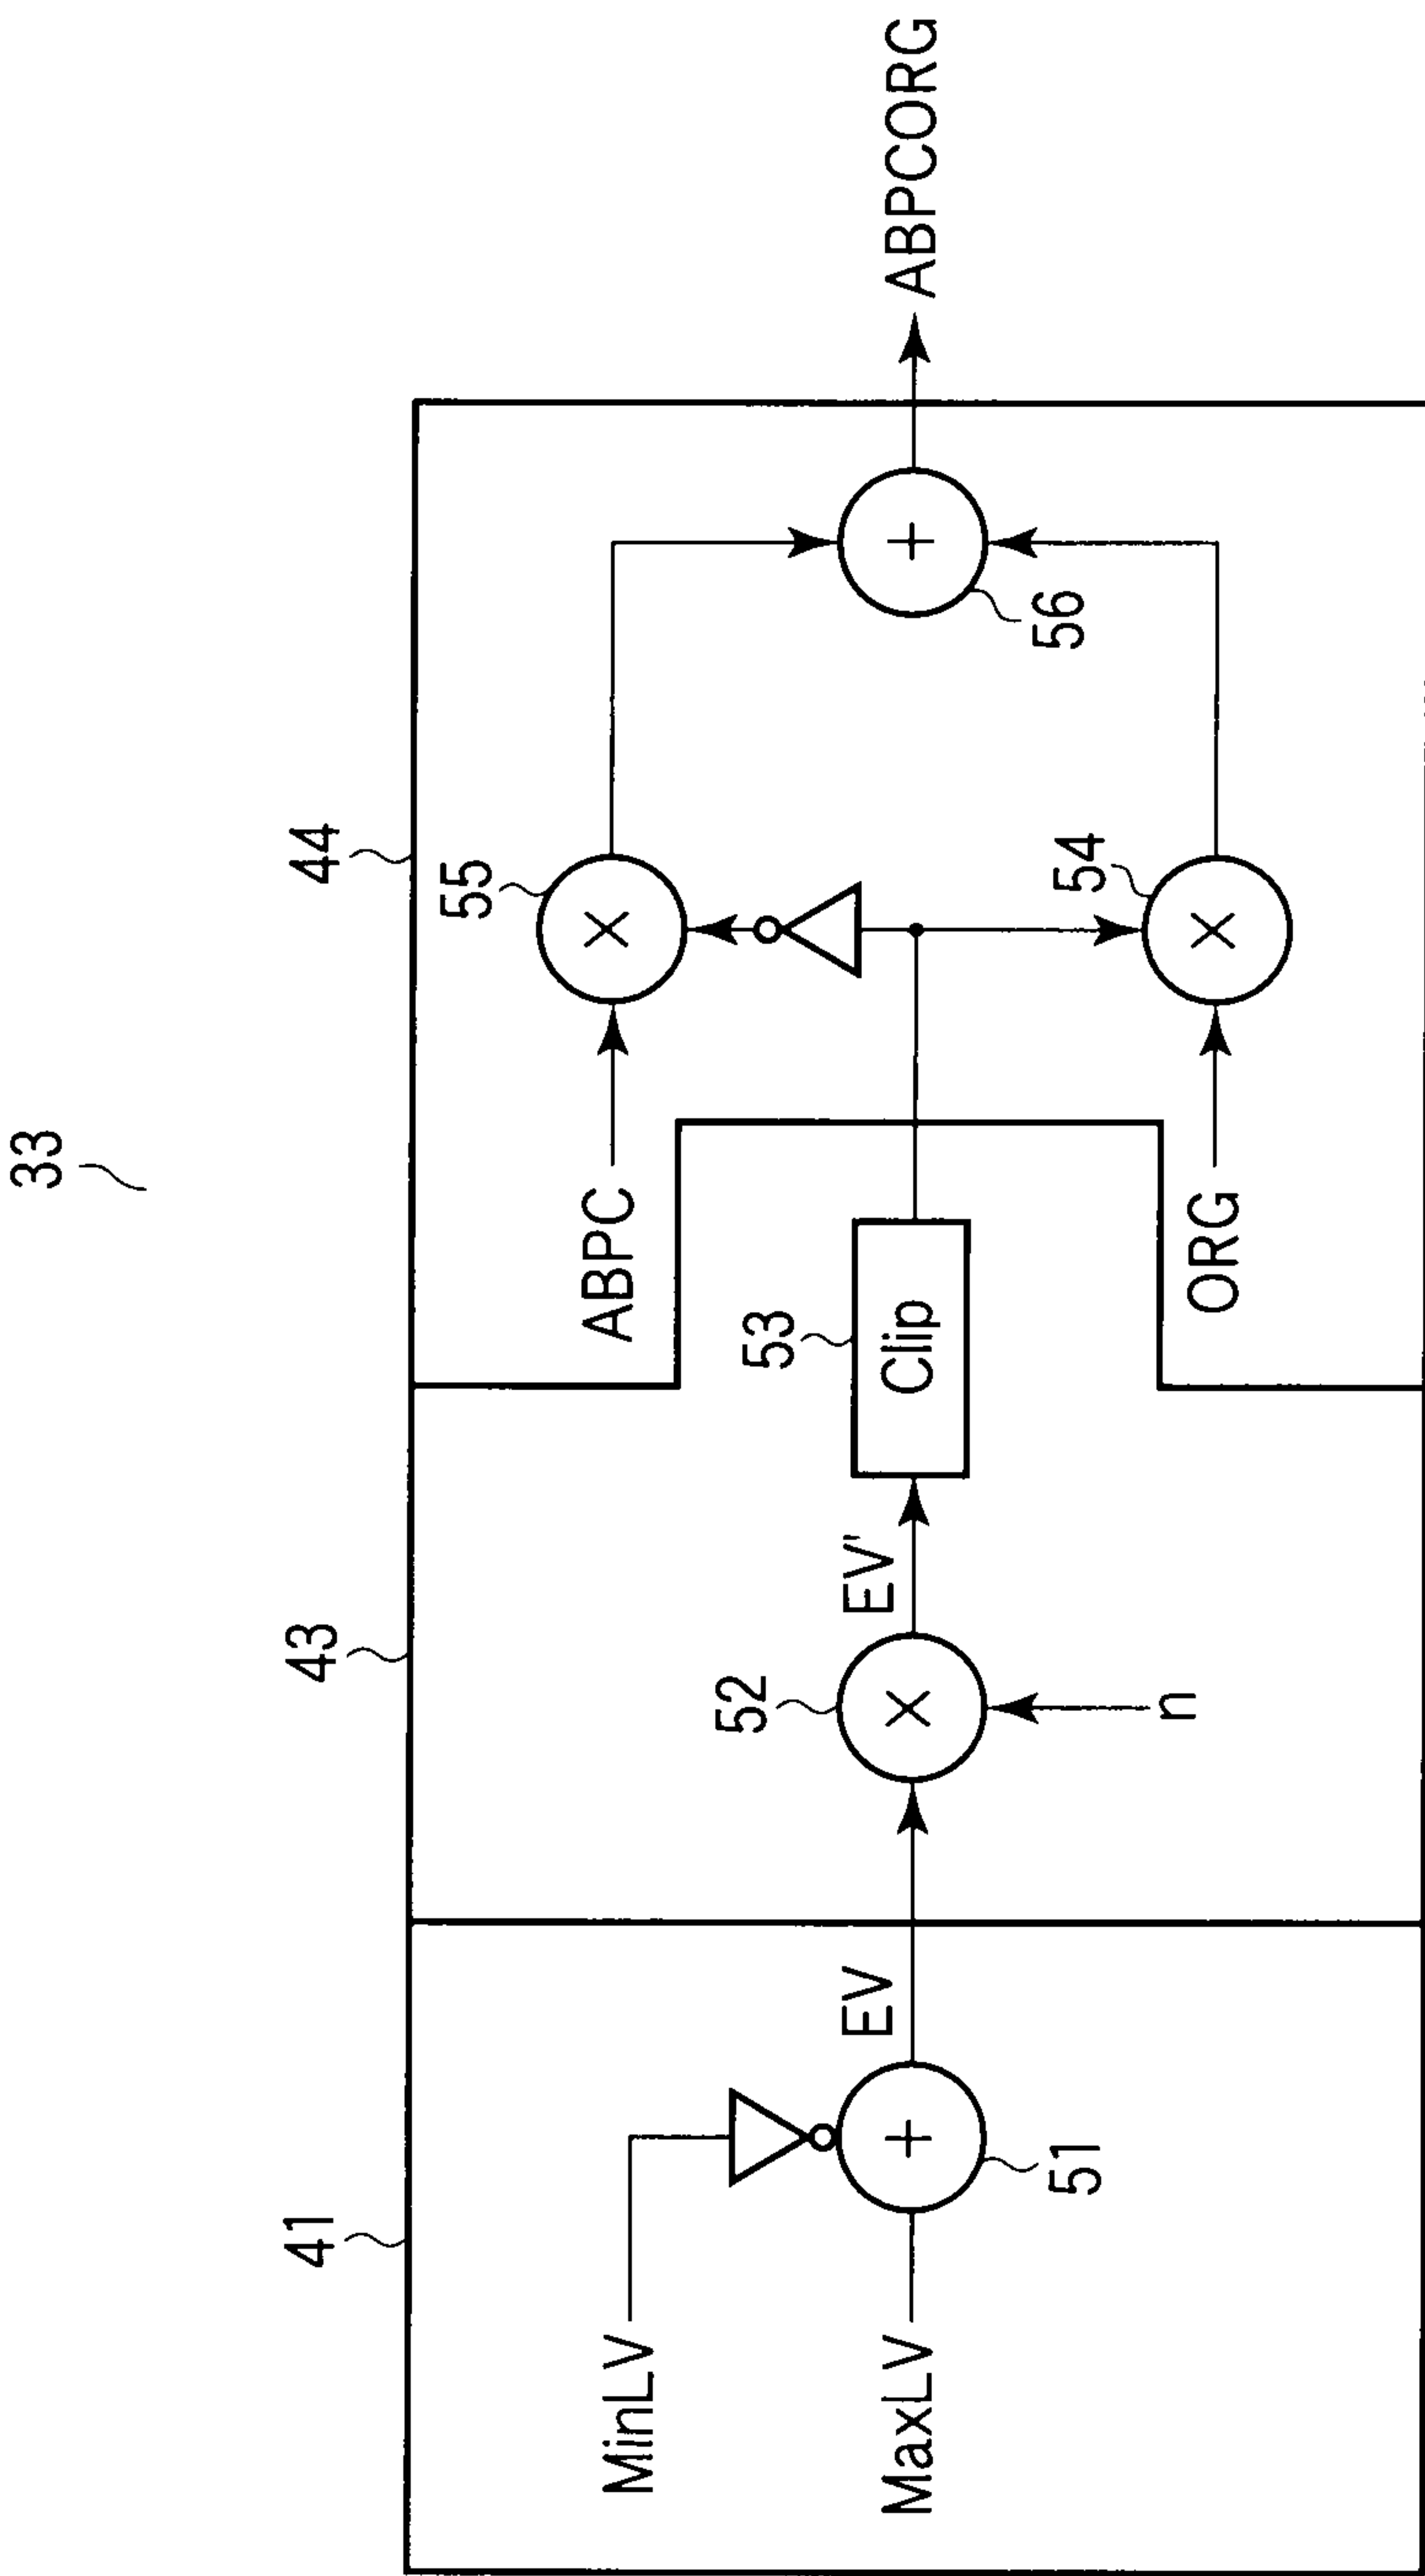 33
41
43
44
MinLV
MaxLV
51
+
EV
52
×
n
EV'
53
Clip
ABPC
55
×
ORG
54
×
56
+
ABPCORG